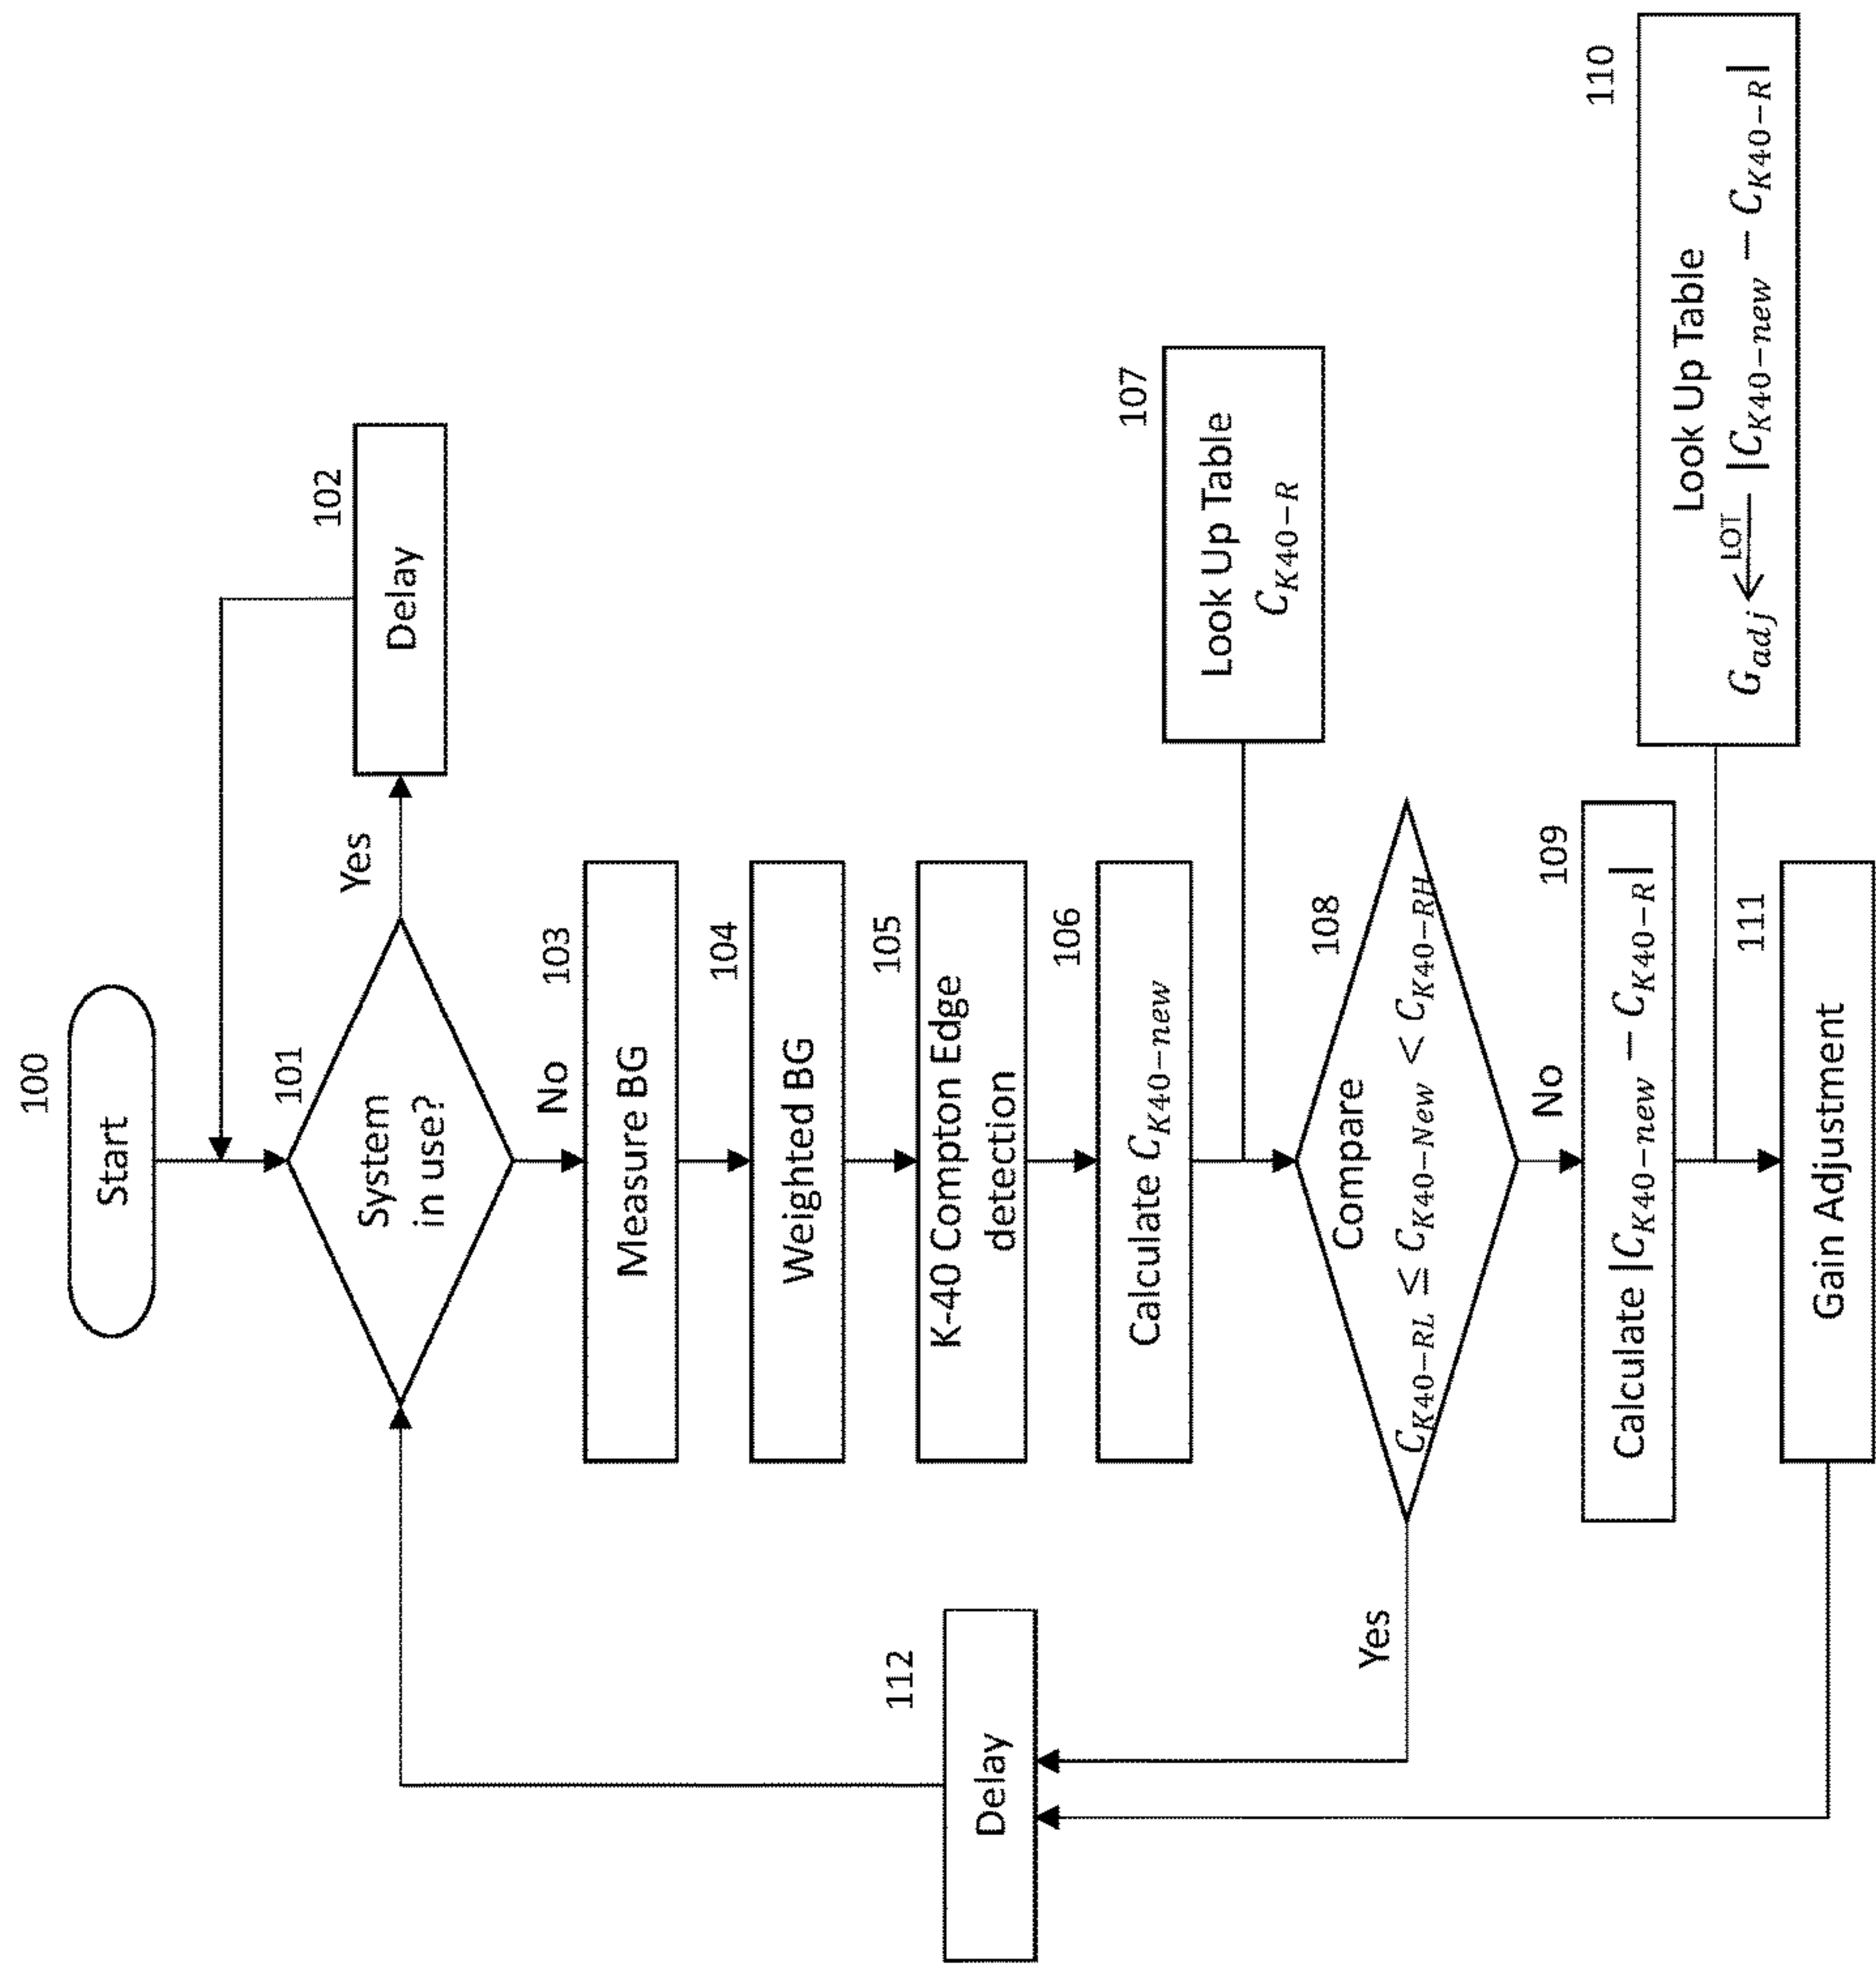 100
Start
101
System
in use?
Yes
102
Delay
No
103
Measure BG
104
Weighted BG
105
K-40 Compton Edge
detection
106
Calculate C_{K40-new}
107
Look Up Table
C_{K40-R}
108
Compare
C_{K40-RL} ≤ C_{K40-New} < C_{K40-RH}
Yes
112
Delay
No
109
Calculate |C_{K40-new} − C_{K40-R}|
110
Look Up Table
G_{adj} ←LOT |C_{K40-new} − C_{K40-R}|
111
Gain Adjustment